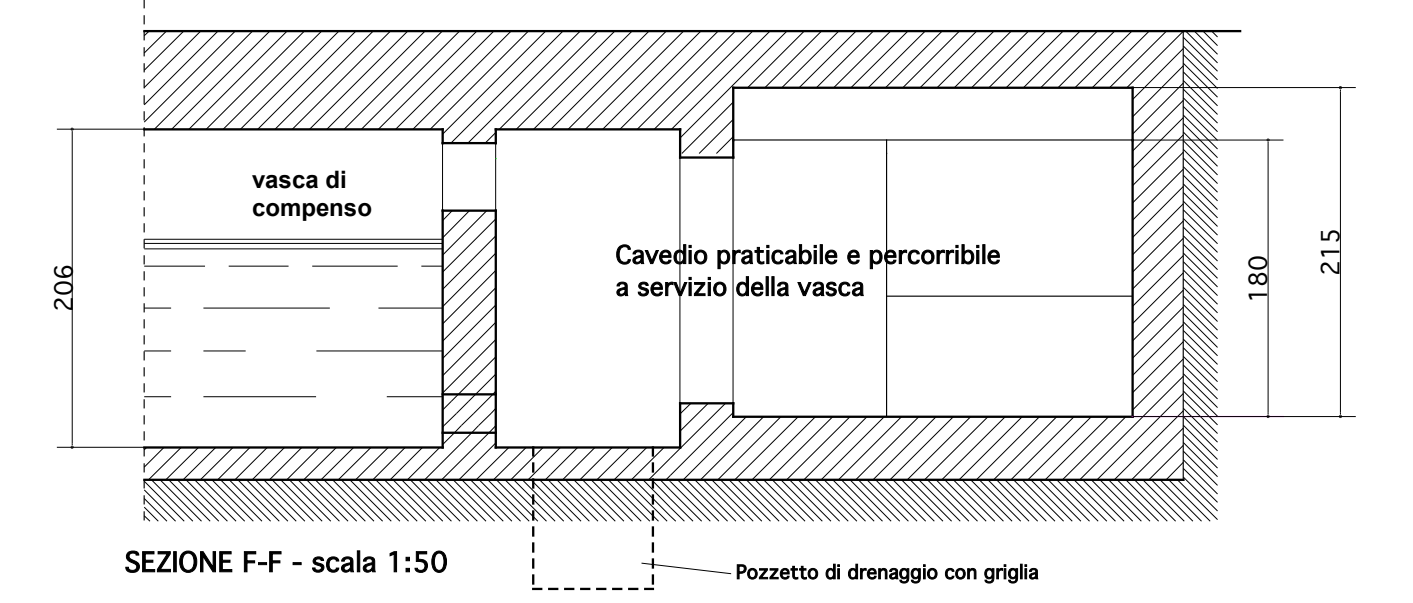 vasca di
compenso
Cavedio praticabile e percorribile
a servizio della vasca
206
180
215
SEZIONE F-F - scala 1:50
Pozzetto di drenaggio con griglia